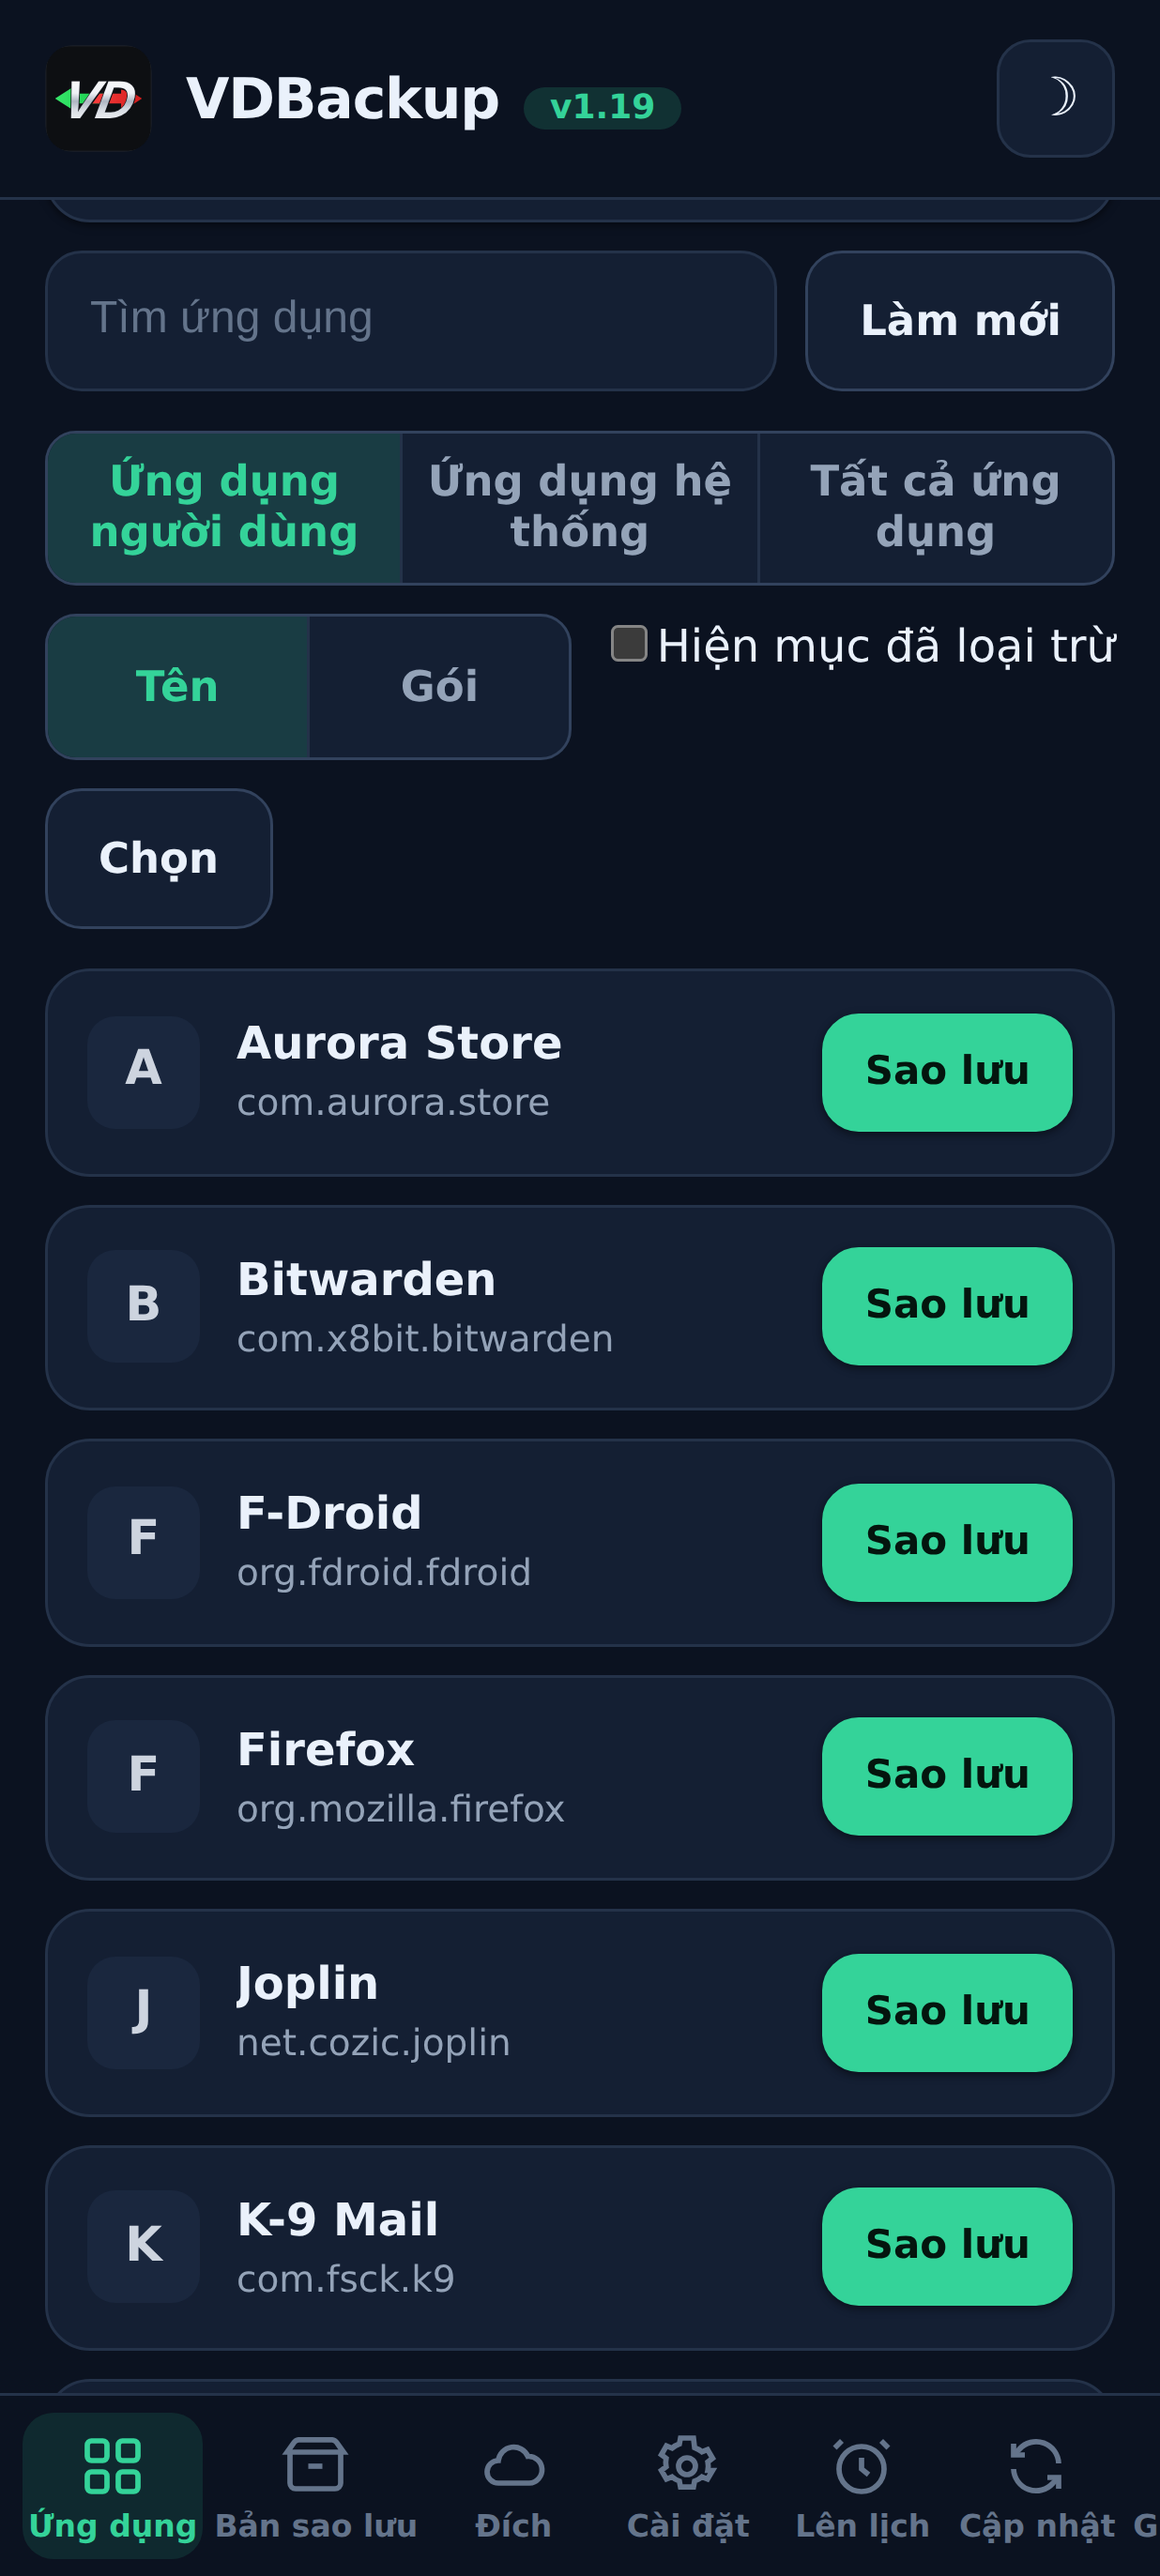 VD
VDBackup v1.19
Tìm ứng dụng
Làm mới
Ứng dụng
người dùng
Ứng dụng hệ
thống
Tất cả ứng
dụng
Tên
Gói
Hiện mục đã loại trừ
Chọn
A
Aurora Store
com.aurora.store
Sao lưu
B
Bitwarden
com.x8bit.bitwarden
Sao lưu
F
F-Droid
org.fdroid.fdroid
Sao lưu
F
Firefox
org.mozilla.firefox
Sao lưu
J
Joplin
net.cozic.joplin
Sao lưu
K
K-9 Mail
com.fsck.k9
Sao lưu
Ứng dụng
Bản sao lưu
Đích
Cài đặt
Lên lịch
Cập nhật